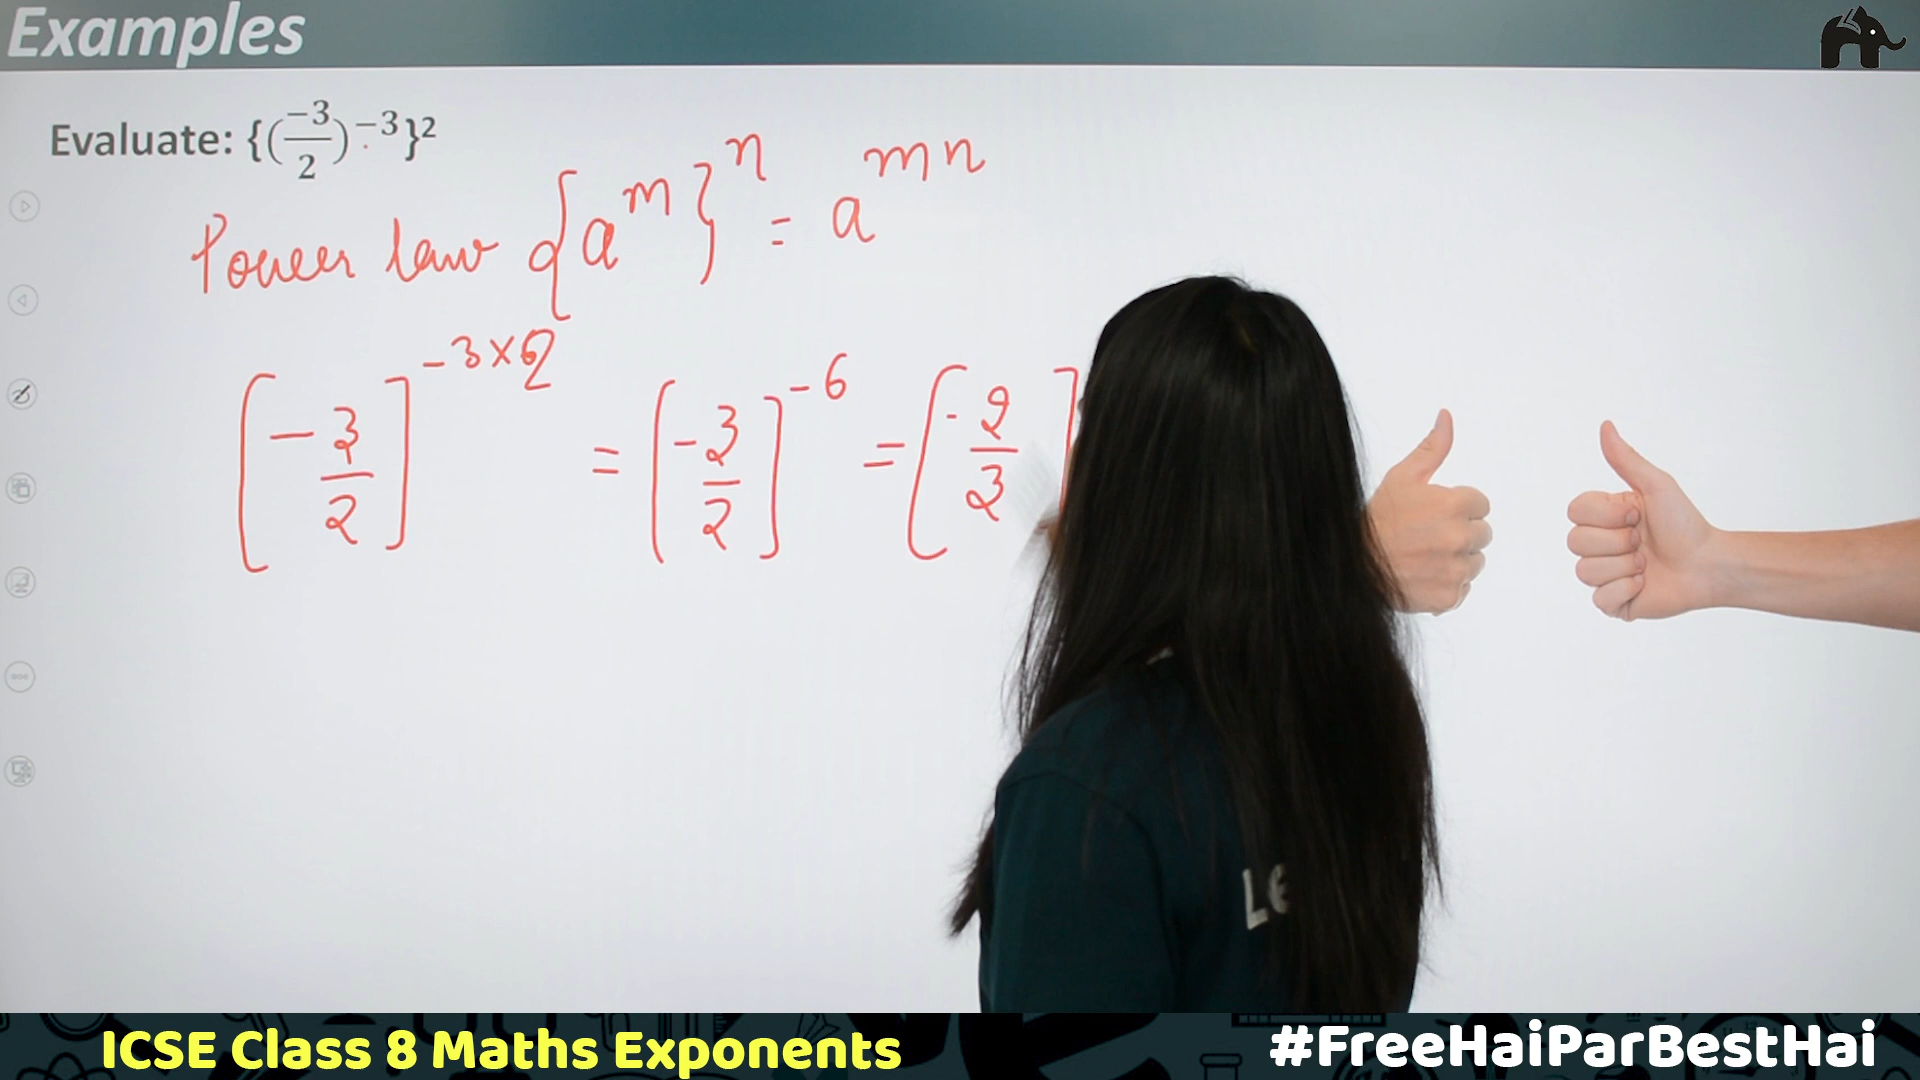 Examples
Evaluate: {(-3/2)^-3}²
Power law {a^m}^n = a^mn
[-3/2]^-3×2 = [-3/2]^-6 = [-2/3]
Le
ICSE Class 8 Maths Exponents
#FreeHaiParBestHai